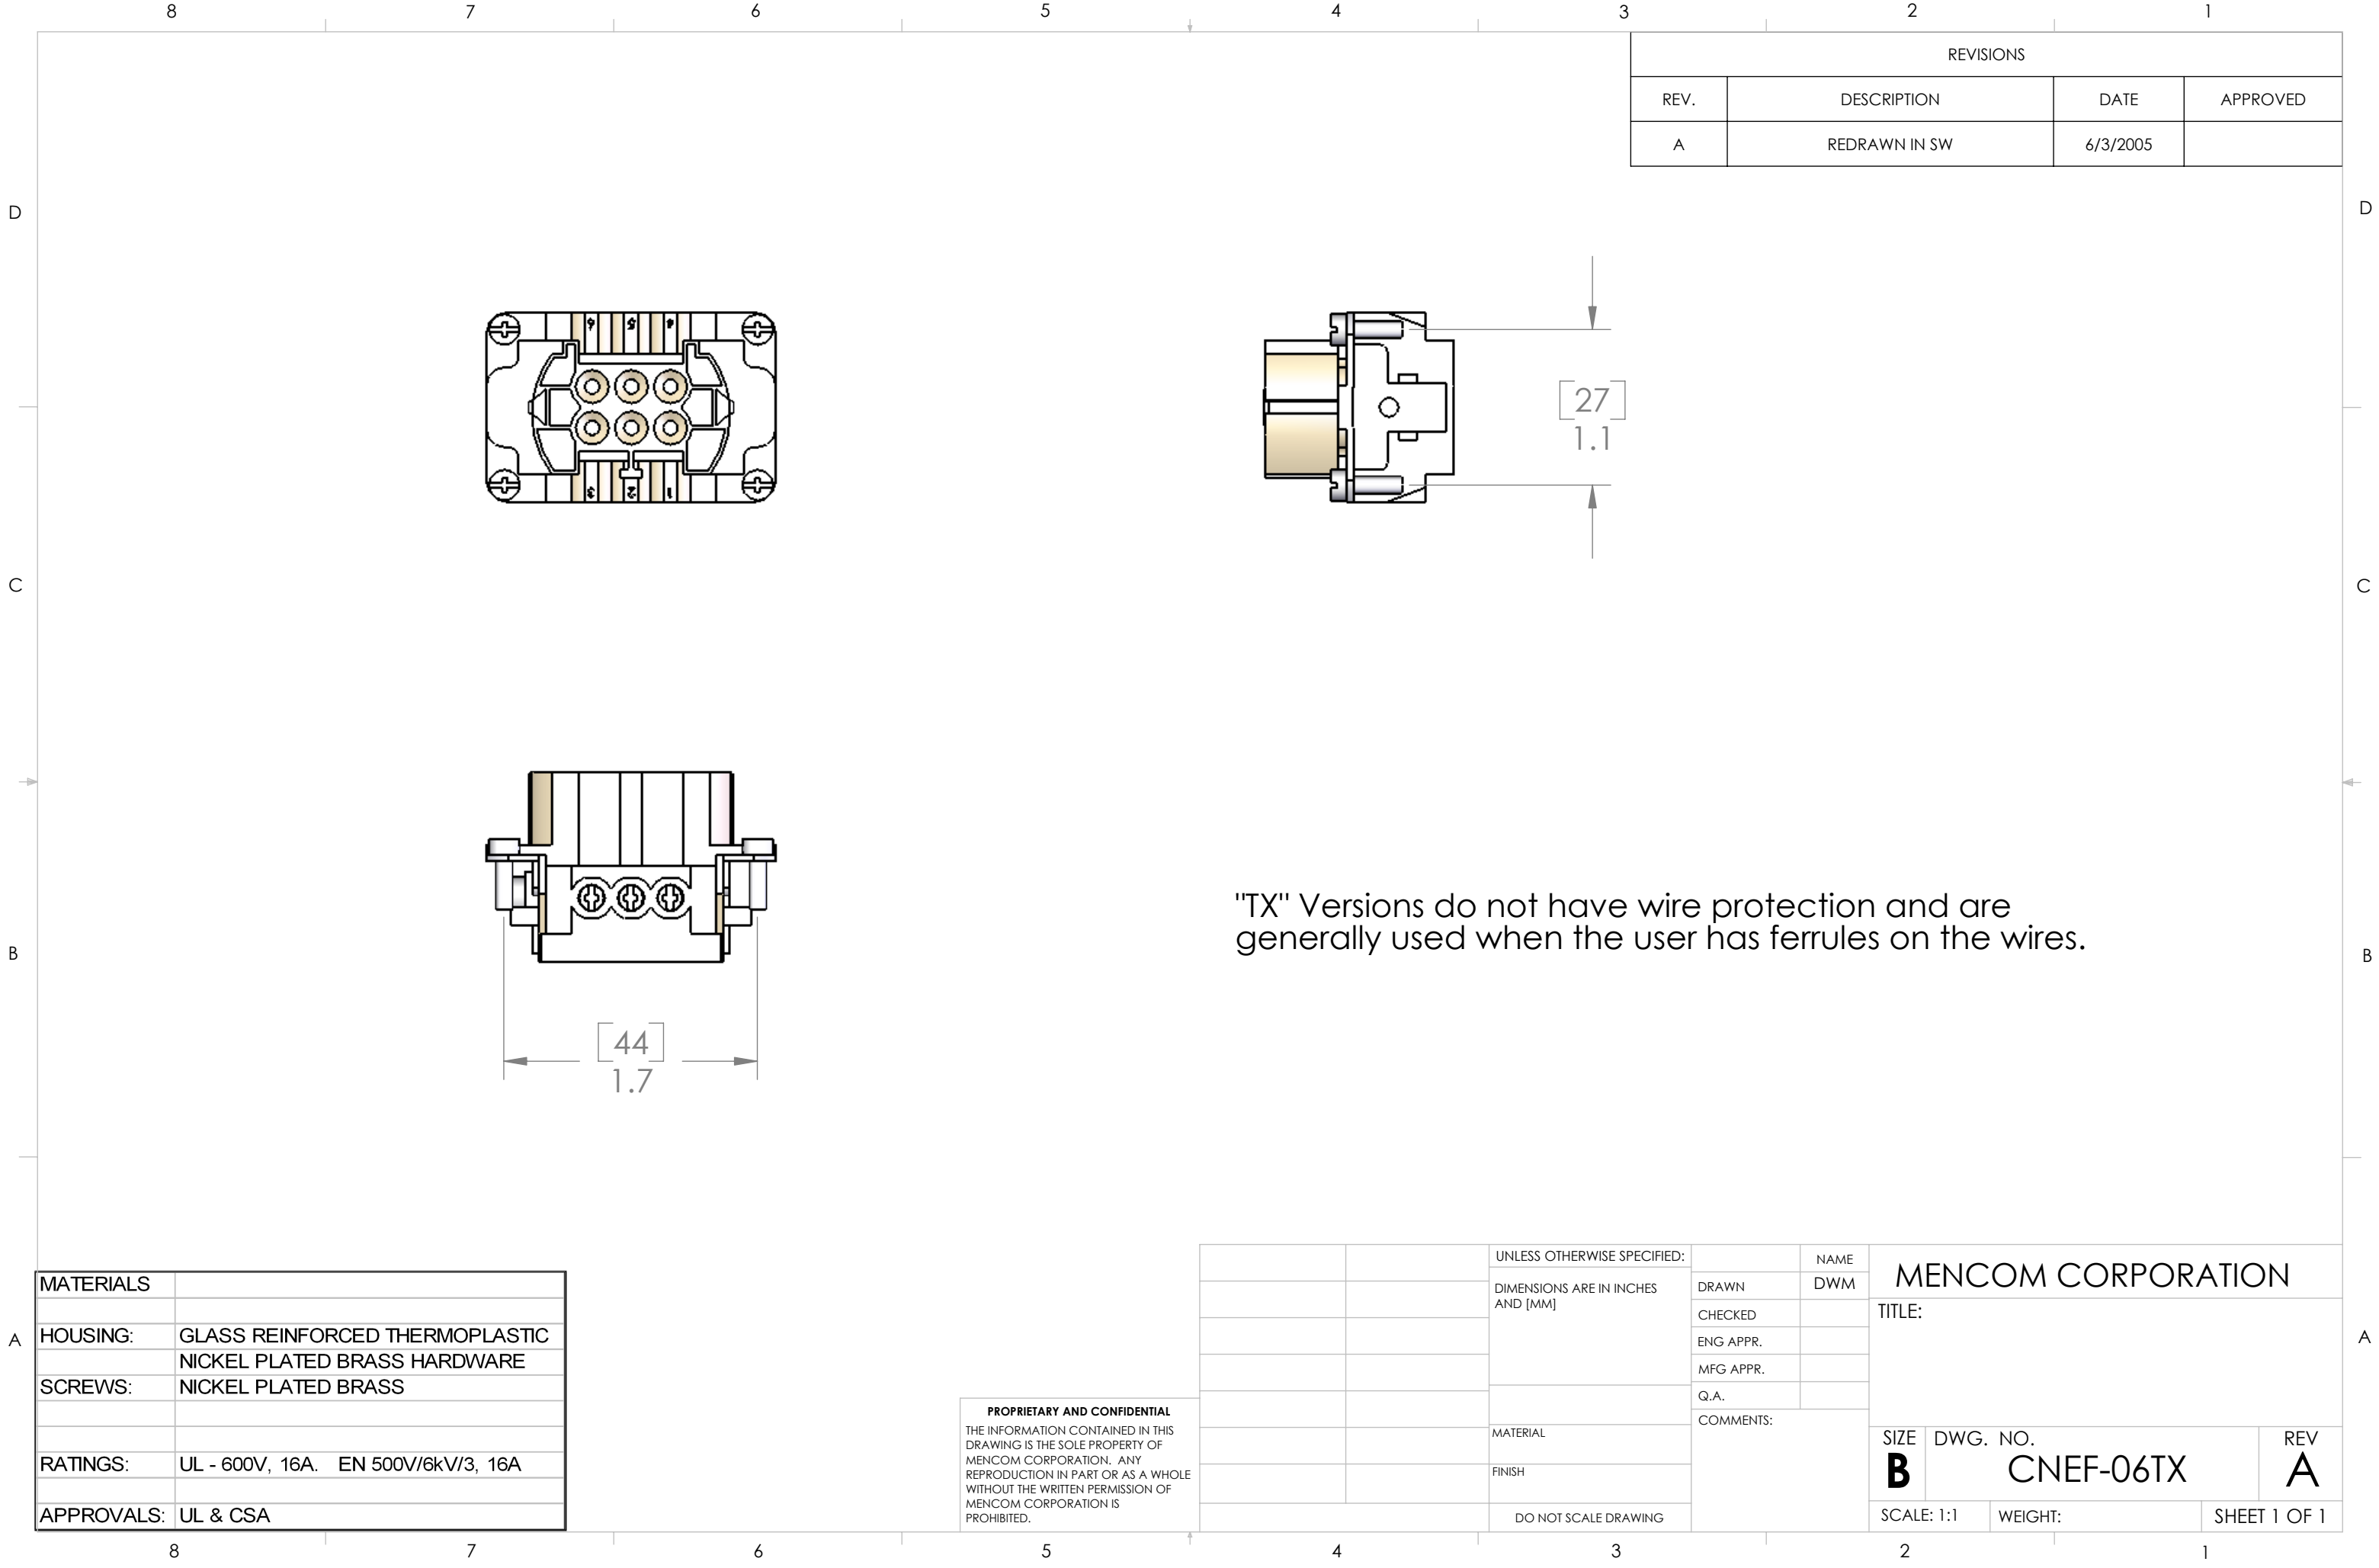 8 7 6 5 4 3 2 1
REVISIONS
REV. DESCRIPTION DATE APPROVED
A REDRAWN IN SW 6/3/2005
D D
6 5 4
3 2 1
[27]
1.1
C C
"TX" Versions do not have wire protection and are
generally used when the user has ferrules on the wires.
B B
[44]
1.7
MATERIALS
HOUSING: GLASS REINFORCED THERMOPLASTIC
NICKEL PLATED BRASS HARDWARE
SCREWS: NICKEL PLATED BRASS
RATINGS: UL - 600V, 16A. EN 500V/6kV/3, 16A
APPROVALS: UL & CSA
A A
PROPRIETARY AND CONFIDENTIAL
THE INFORMATION CONTAINED IN THIS
DRAWING IS THE SOLE PROPERTY OF
MENCOM CORPORATION. ANY
REPRODUCTION IN PART OR AS A WHOLE
WITHOUT THE WRITTEN PERMISSION OF
MENCOM CORPORATION IS
PROHIBITED.
UNLESS OTHERWISE SPECIFIED:
DIMENSIONS ARE IN INCHES
AND [MM]
MATERIAL
FINISH
DO NOT SCALE DRAWING
NAME
DRAWN DWM
CHECKED
ENG APPR.
MFG APPR.
Q.A.
COMMENTS:
MENCOM CORPORATION
TITLE:
SIZE DWG. NO. REV
B CNEF-06TX A
SCALE: 1:1 WEIGHT: SHEET 1 OF 1
8 7 6 5 4 3 2 1